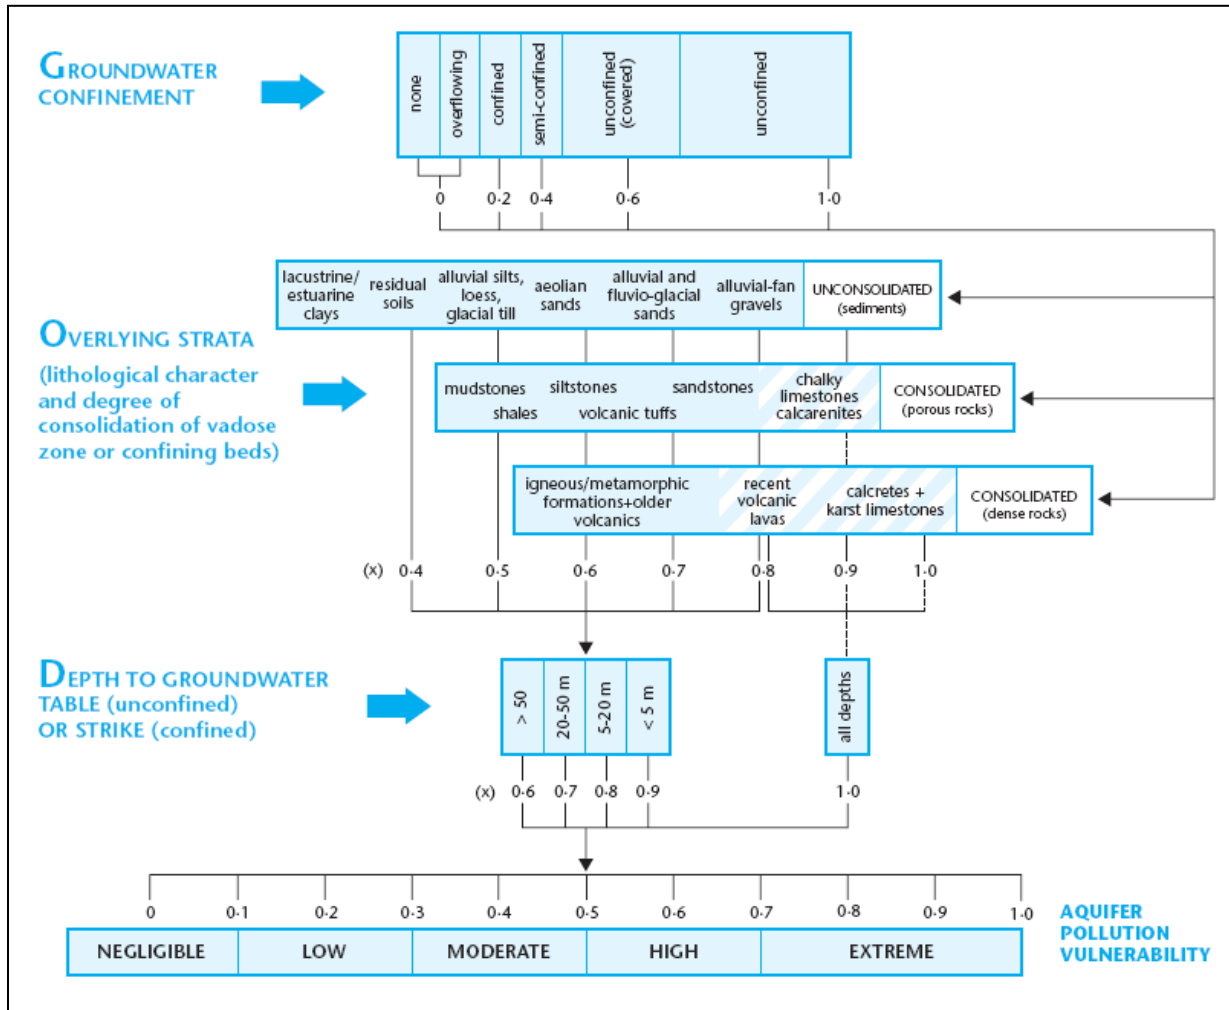 GROUNDWATER
CONFINEMENT
none
overflowing
confined
semi-confined
unconfined
(covered)
unconfined
0
0·2
0·4
0·6
1·0
OVERLYING STRATA
(lithological character
and degree of
consolidation of vadose
zone or confining beds)
lacustrine/
estuarine
clays
residual
soils
alluvial silts,
loess,
glacial till
aeolian
sands
alluvial and
fluvio-glacial
sands
alluvial-fan
gravels
UNCONSOLIDATED
(sediments)
mudstones
shales
siltstones
volcanic tuffs
sandstones
chalky
limestones
calcarenites
CONSOLIDATED
(porous rocks)
igneous/metamorphic
formations+older
volcanics
recent
volcanic
lavas
calcretes +
karst limestones
CONSOLIDATED
(dense rocks)
(x) 0·4 0·5 0·6 0·7 0·8 0·9 1·0
DEPTH TO GROUNDWATER
TABLE (unconfined)
OR STRIKE (confined)
> 50
20-50 m
5-20 m
< 5 m
all depths
(x) 0·6 0·7 0·8 0·9 1·0
0 0·1 0·2 0·3 0·4 0·5 0·6 0·7 0·8 0·9 1·0
NEGLIGIBLE LOW MODERATE HIGH EXTREME
AQUIFER
POLLUTION
VULNERABILITY